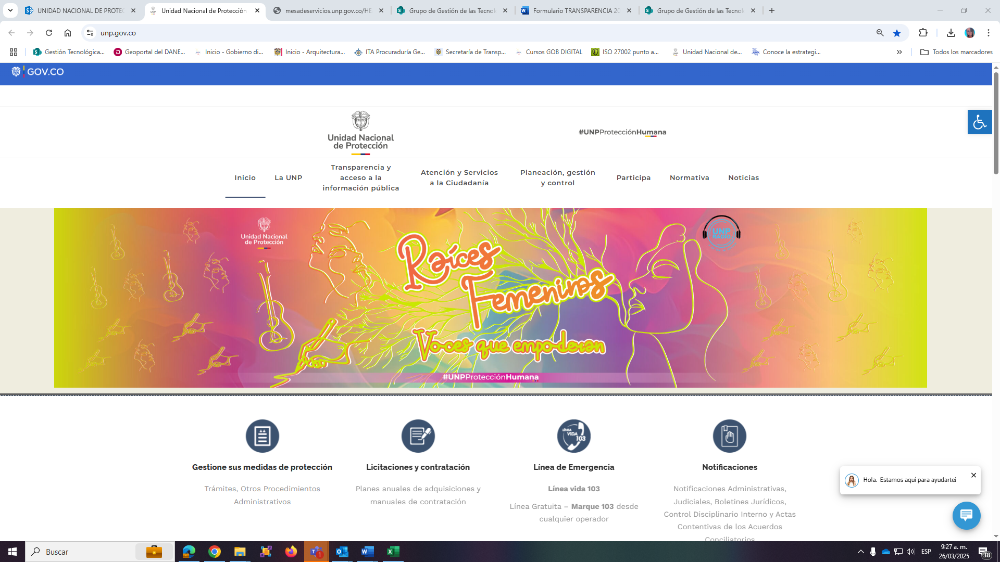 UNIDAD NACIONAL DE PROTEC
Unidad Nacional de Protección
mesadeservicios.unp.gov.co/HE
Grupo de Gestión de las Tecnol
Formulario TRANSPARENCIA 20
Grupo de Gestión de las Tecnol
unp.gov.co
Gestión Tecnológica...
Geoportal del DANE...
Inicio - Gobierno di...
Inicio - Arquitectura...
ITA Procuraduría Ge...
Secretaría de Transp...
Cursos GOB DIGITAL
ISO 27002 punto a...
Unidad Nacional de...
Conoce la estrategi...
Todos los marcadores
GOV.CO
Unidad Nacional
de Protección
#UNPProtecciónHumana
Inicio
La UNP
Transparencia y
acceso a la
información pública
Atención y Servicios
a la Ciudadanía
Planeación, gestión
y control
Participa
Normativa
Noticias
Unidad Nacional
de Protección
UNP
RADIO
Raíces
Femeninas
Voces que empoderan
#UNPProtecciónHumana
Gestione sus medidas de protección
Trámites, Otros Procedimientos
Administrativos
Licitaciones y contratación
Planes anuales de adquisiciones y
manuales de contratación
LÍNEA
VIDA
103
Línea de Emergencia
Línea vida 103
Línea Gratuita – Marque 103 desde
cualquier operador
Notificaciones
Notificaciones Administrativas,
Judiciales, Boletines Jurídicos,
Control Disciplinario Interno y Actas
Contentivas de los Acuerdos
Conciliatorios
Hola. Estamos aquí para ayudartei
Buscar
1
ESP
9:27 a. m.
26/03/2025
38